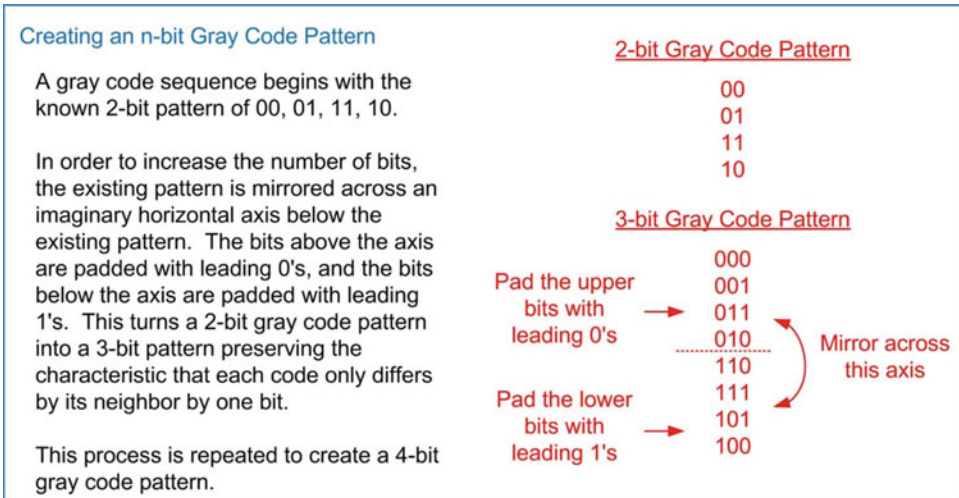 Creating an n-bit Gray Code Pattern
A gray code sequence begins with the
known 2-bit pattern of 00, 01, 11, 10.
In order to increase the number of bits,
the existing pattern is mirrored across an
imaginary horizontal axis below the
existing pattern. The bits above the axis
are padded with leading 0's, and the bits
below the axis are padded with leading
1's. This turns a 2-bit gray code pattern
into a 3-bit pattern preserving the
characteristic that each code only differs
by its neighbor by one bit.
This process is repeated to create a 4-bit
gray code pattern.
2-bit Gray Code Pattern
00
01
11
10
3-bit Gray Code Pattern
000
001
011
010
110
111
101
100
Pad the upper
bits with
leading 0's
Pad the lower
bits with
leading 1's
Mirror across
this axis